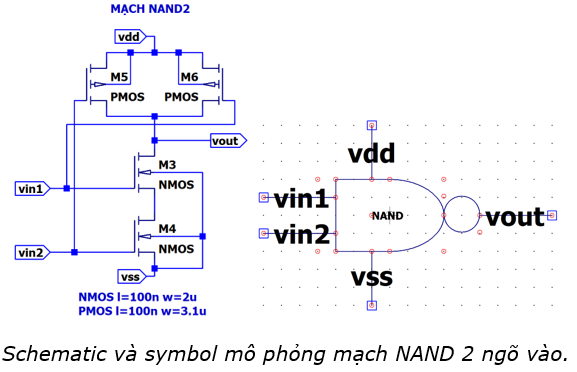 MẠCH NAND2
vdd
M5
M6
PMOS
PMOS
vout
M3
vin1
NMOS
M4
vin2
NMOS
vss
NMOS l=100n w=2u
PMOS l=100n w=3.1u
vdd
vin1
NAND
vout
vin2
vss
Schematic và symbol mô phỏng mạch NAND 2 ngõ vào.